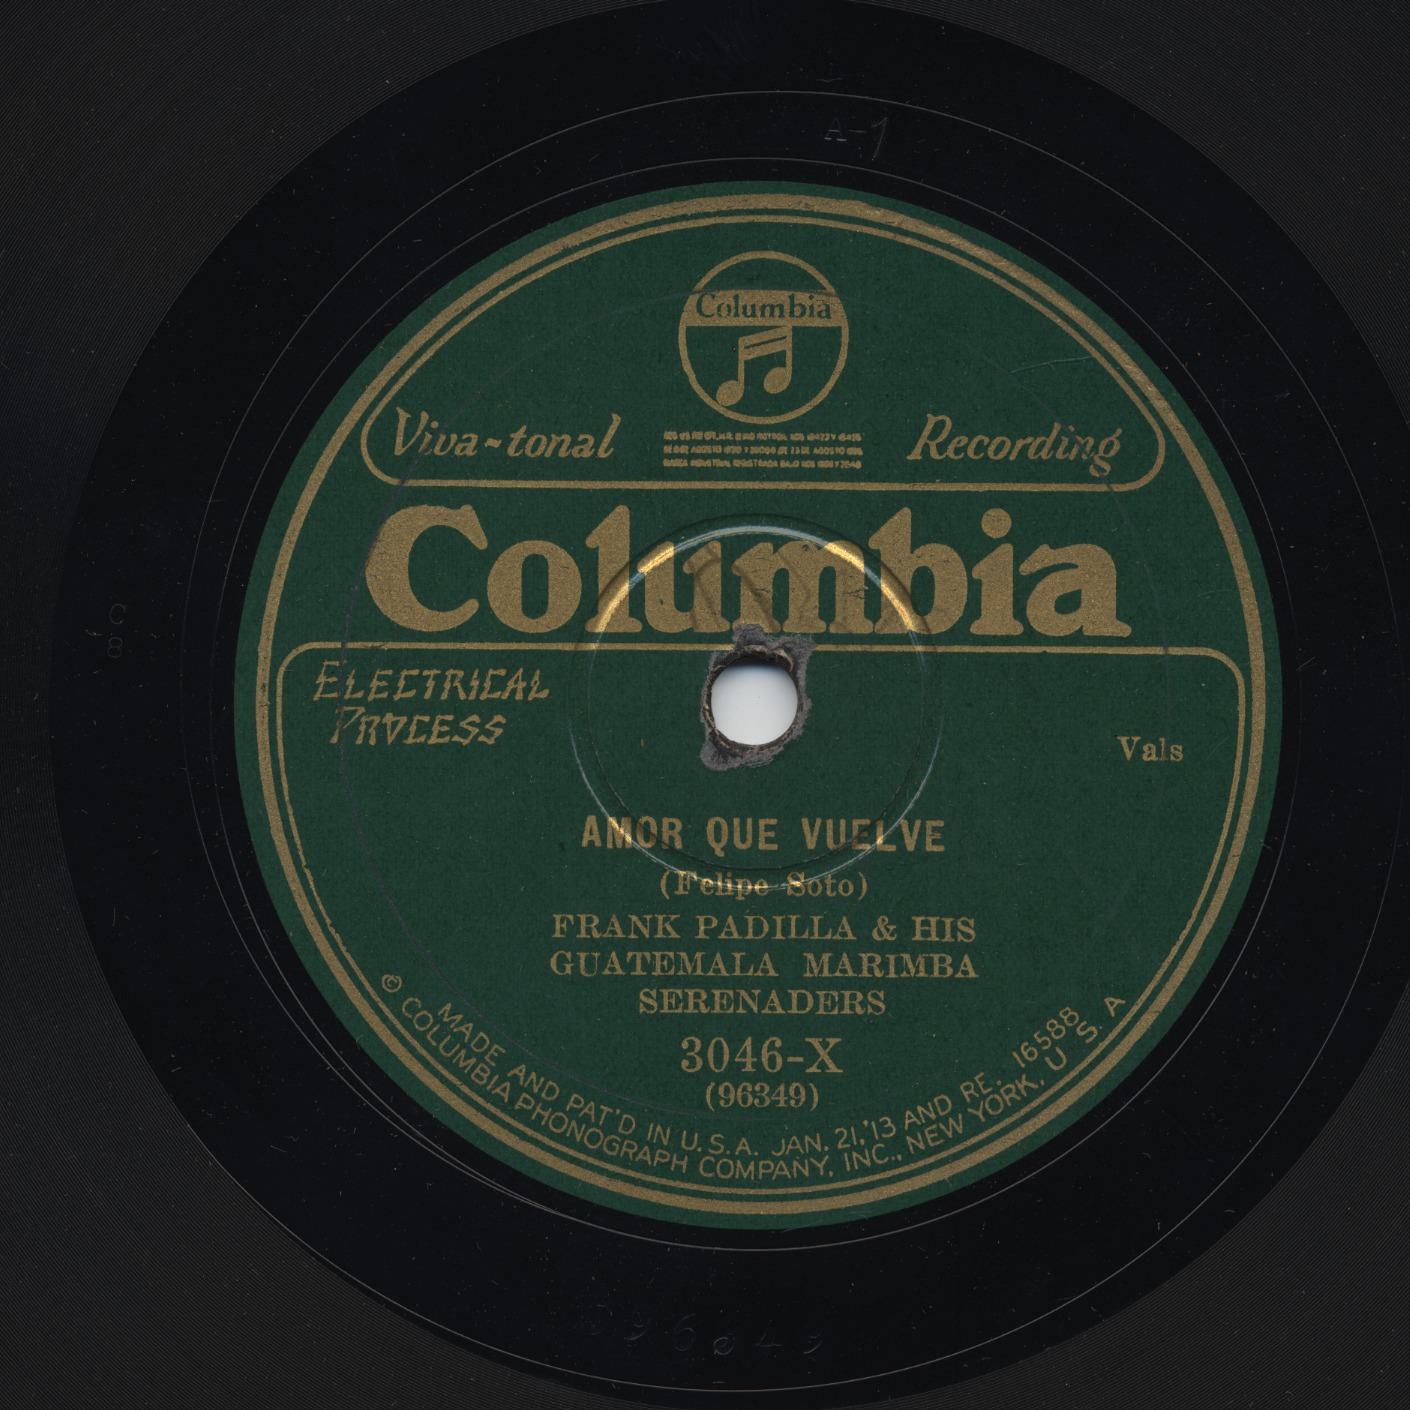 A-1
Columbia
Viva-tonal Recording
Columbia
ELECTRICAL
PROCESS
Vals
AMOR QUE VUELVE
(Felipe Soto)
FRANK PADILLA & HIS
GUATEMALA MARIMBA
SERENADERS
3046-X
(96349)
MADE AND PAT'D IN U.S.A. JAN. 21,'13 AND RE. 16588
© COLUMBIA PHONOGRAPH COMPANY, INC., NEW YORK, U. S. A
C
8
96349